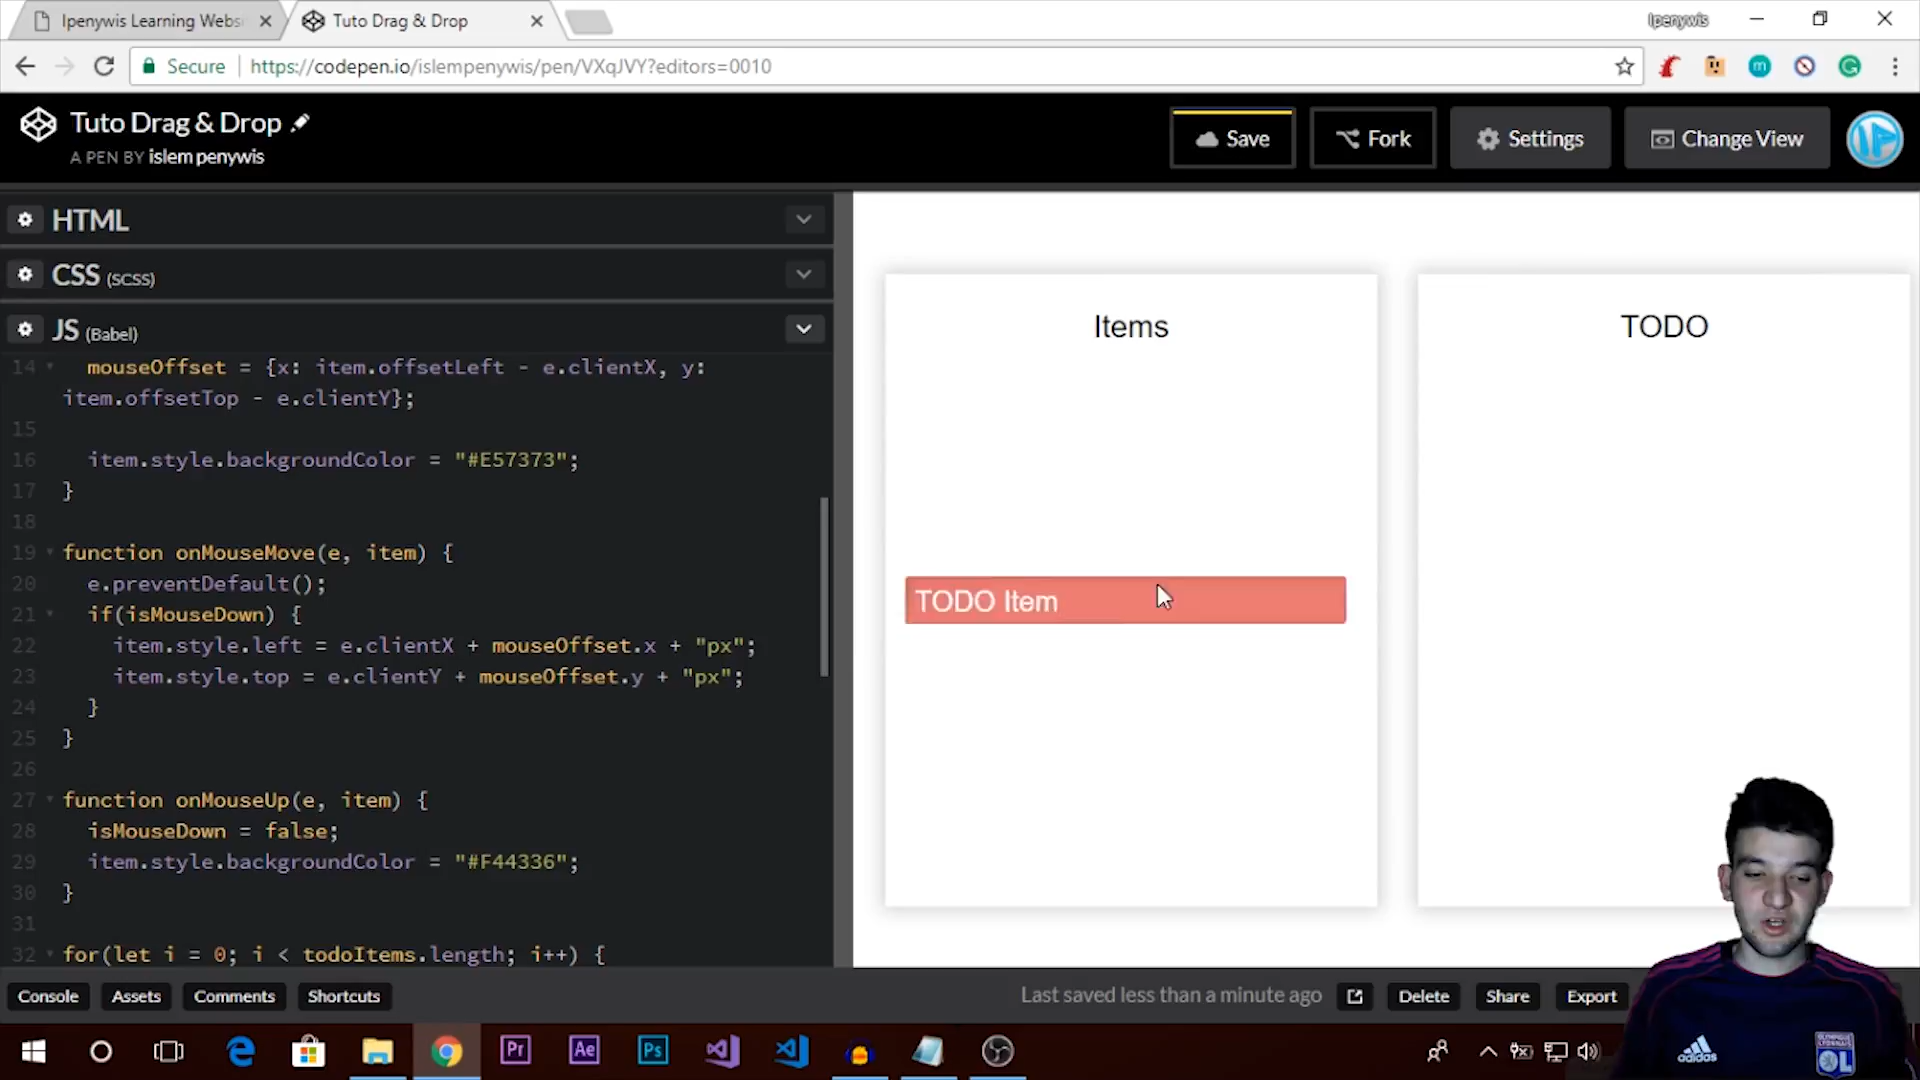 Ipenywis Learning Webs
Tuto Drag & Drop
Ipenywis
Secure
https://codepen.io/islempenywis/pen/VXqJVY?editors=0010
Tuto Drag & Drop
A PEN BY islem penywis
Save
Fork
Settings
Change View
HTML
CSS (SCSS)
JS (Babel)
14 mouseOffset = {x: item.offsetLeft - e.clientX, y:
item.offsetTop - e.clientY};
15
16 item.style.backgroundColor = "#E57373";
17 }
18
19 function onMouseMove(e, item) {
20 e.preventDefault();
21 if(isMouseDown) {
22 item.style.left = e.clientX + mouseOffset.x + "px";
23 item.style.top = e.clientY + mouseOffset.y + "px";
24 }
25 }
26
27 function onMouseUp(e, item) {
28 isMouseDown = false;
29 item.style.backgroundColor = "#F44336";
30 }
31
32 for(let i = 0; i < todoItems.length; i++) {
Items
TODO
TODO Item
Console
Assets
Comments
Shortcuts
Last saved less than a minute ago
Delete
Share
Export
Pr
Ae
Ps
adidas
OL